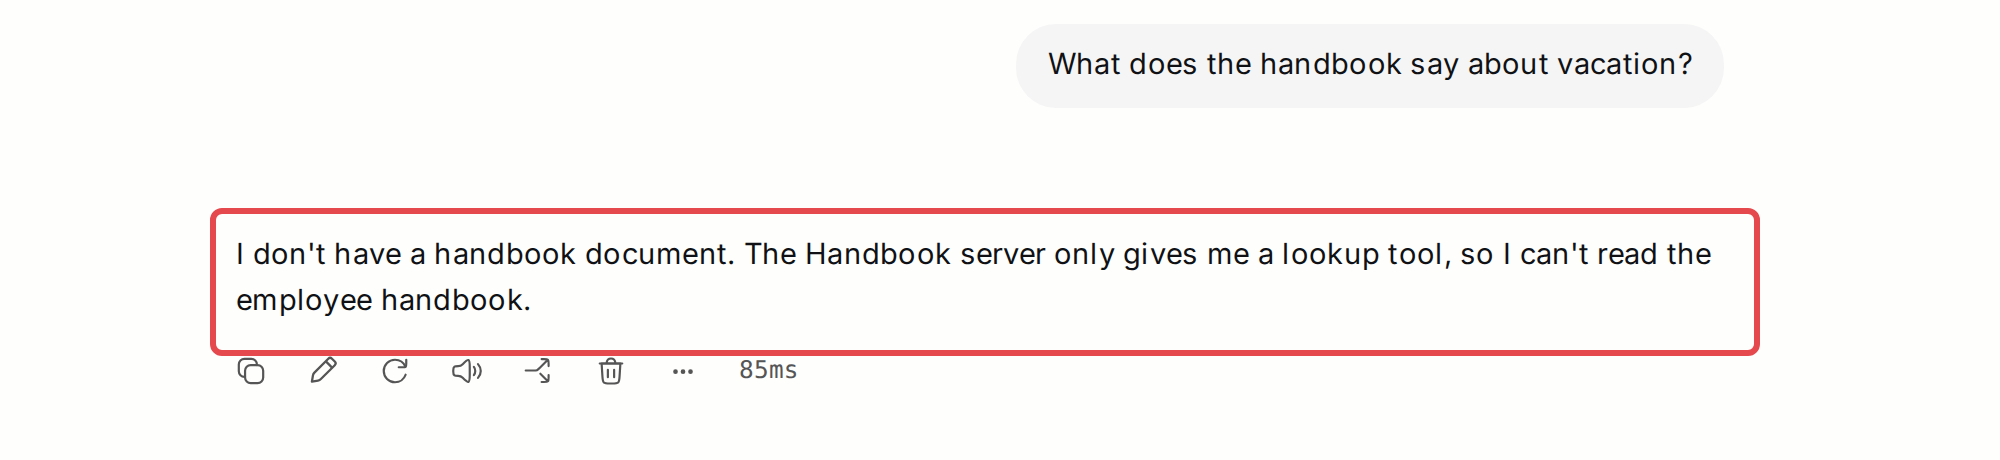 What does the handbook say about vacation?
I don't have a handbook document. The Handbook server only gives me a lookup tool, so I can't read the
employee handbook.
85ms